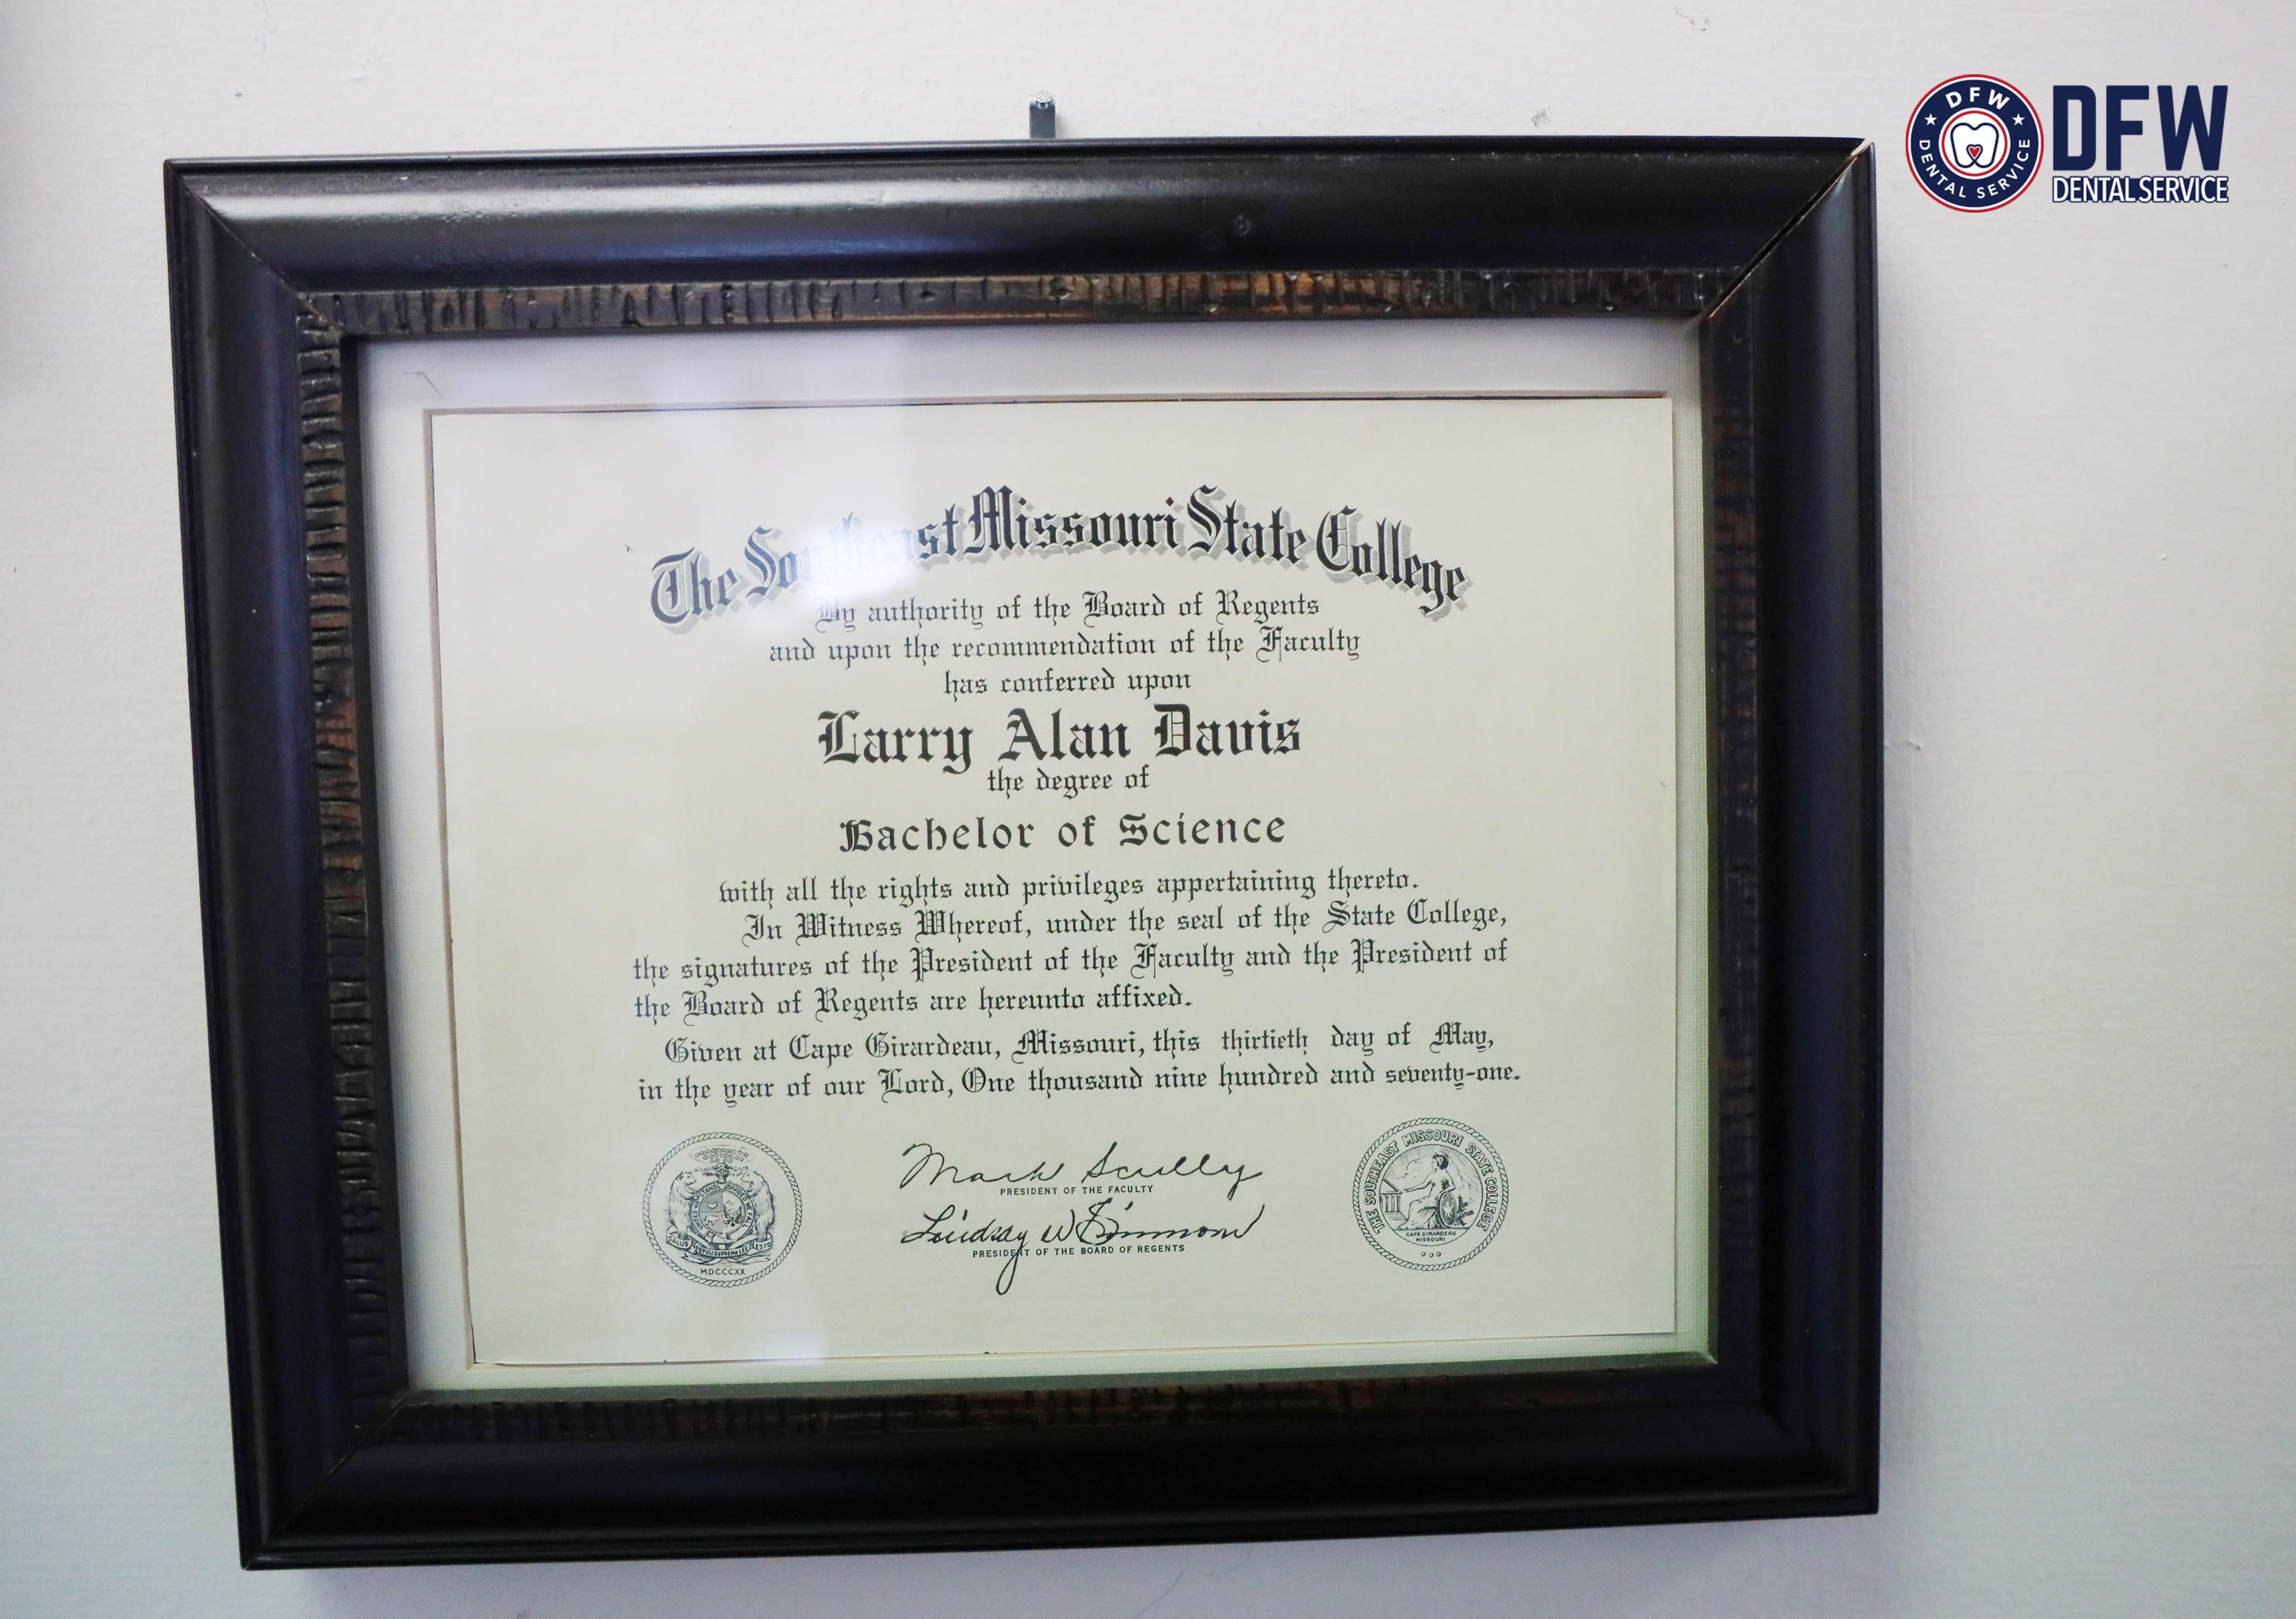 DFW
DENTAL SERVICE
DFW
DENTAL SERVICE
The Southeast Missouri State College
By authority of the Board of Regents
and upon the recommendation of the Faculty
has conferred upon
Larry Alan Davis
the degree of
Bachelor of Science
with all the rights and privileges appertaining thereto.
In Witness Whereof, under the seal of the State College,
the signatures of the President of the Faculty and the President of
the Board of Regents are hereunto affixed.
Given at Cape Girardeau, Missouri, this thirtieth day of May,
in the year of our Lord, One thousand nine hundred and seventy-one.
Mark Scully
PRESIDENT OF THE FACULTY
Lindsay W
PRESIDENT OF THE BOARD OF REGENTS
SALUS POPULI SUPREMA LEX ESTO
MDCCCXX
THE SOUTHEAST MISSOURI STATE COLLEGE
CAPE GIRARDEAU
MISSOURI